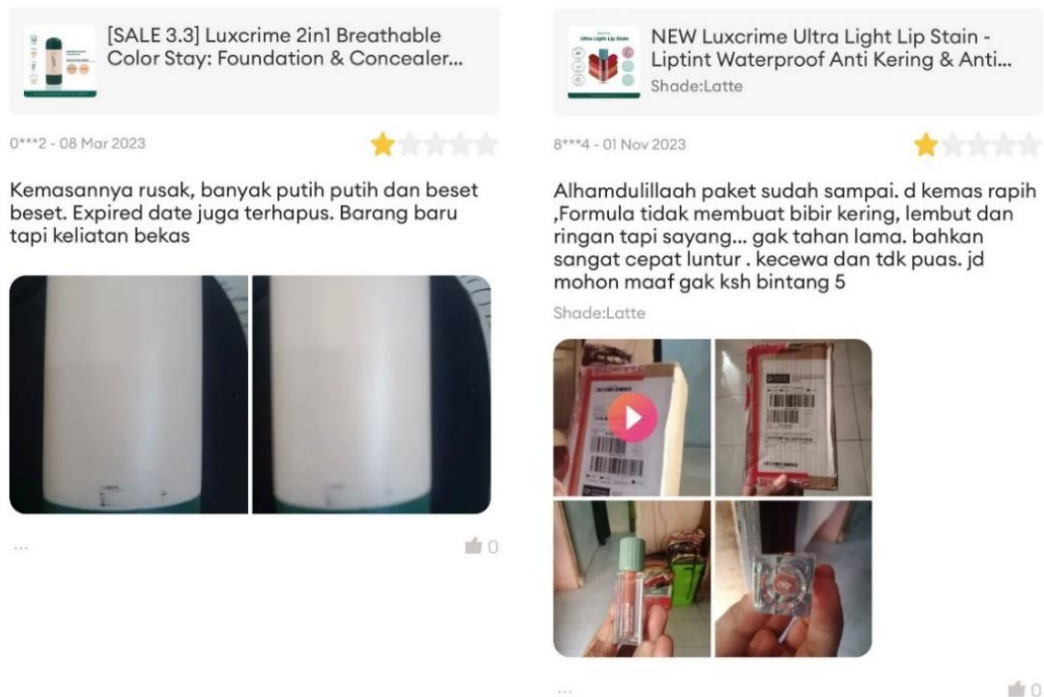 [SALE 3.3] Luxcrime 2in1 Breathable
Color Stay: Foundation & Concealer...
0***2 - 08 Mar 2023
Kemasannya rusak, banyak putih putih dan beset
beset. Expired date juga terhapus. Barang baru
tapi keliatan bekas
...
0
NEW Luxcrime Ultra Light Lip Stain -
Liptint Waterproof Anti Kering & Anti...
Shade:Latte
8***4 - 01 Nov 2023
Alhamdulillaah paket sudah sampai. d kemas rapih
,Formula tidak membuat bibir kering, lembut dan
ringan tapi sayang... gak tahan lama. bahkan
sangat cepat luntur . kecewa dan tdk puas. jd
mohon maaf gak ksh bintang 5
Shade:Latte
...
0